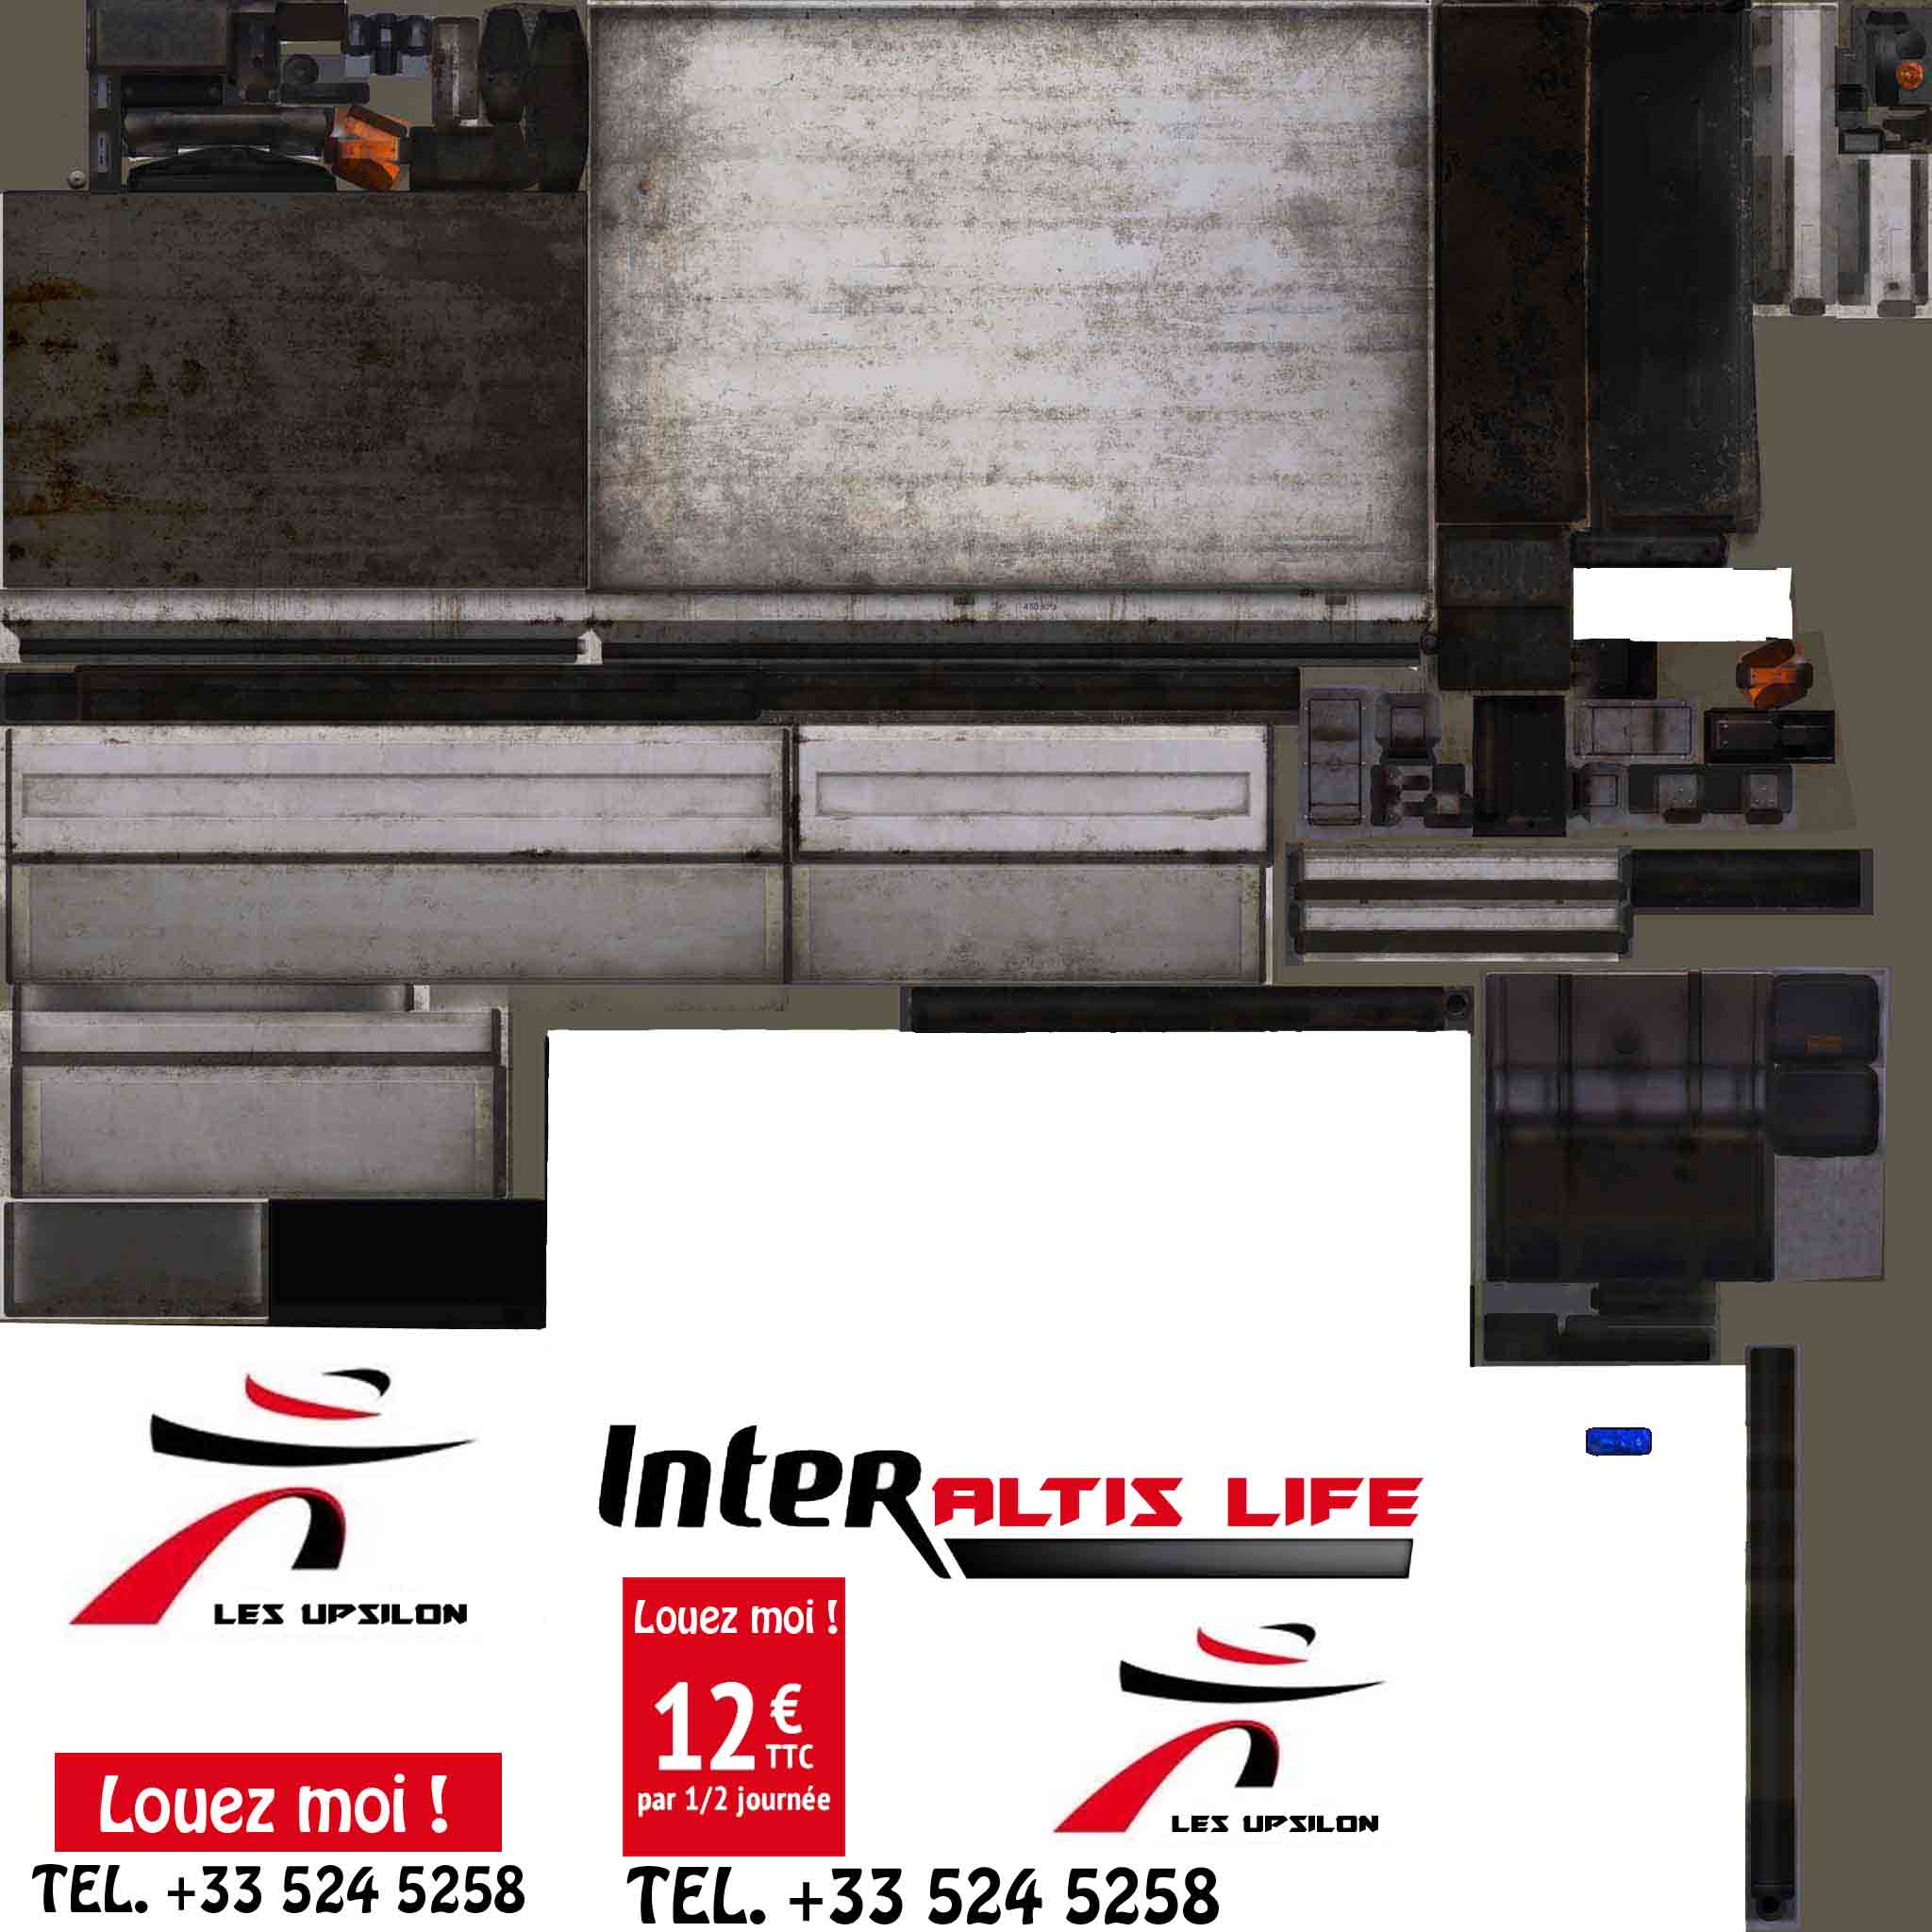 InterALTIS LIFE
LES UPSILON
Louez moi !
TEL. +33 524 5258
Louez moi !
12€
TTC
par 1/2 journée
LES UPSILON
TEL. +33 524 5258